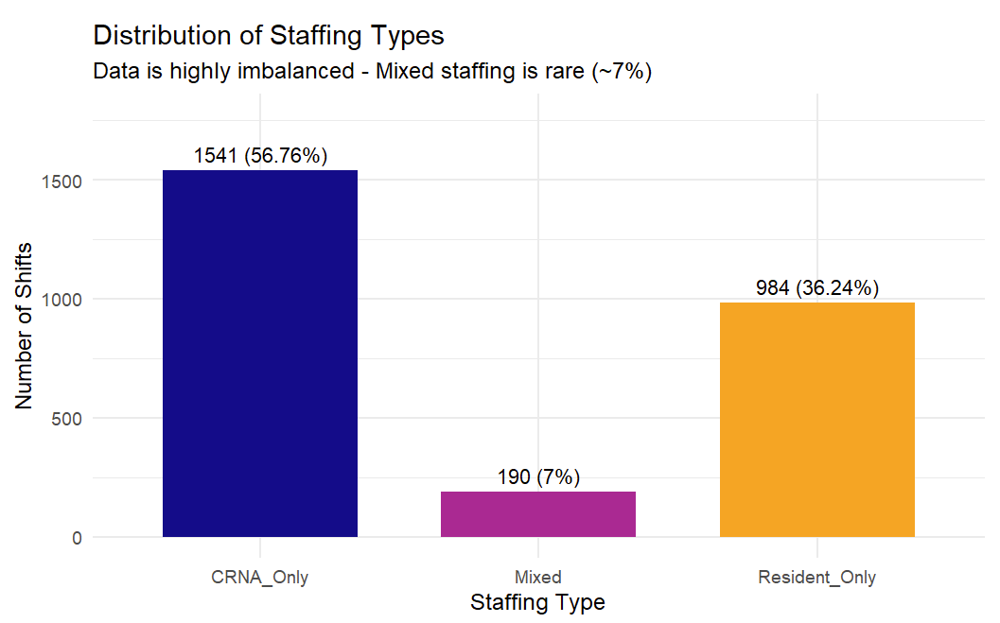 Distribution of Staffing Types
Data is highly imbalanced - Mixed staffing is rare (~7%)
Number of Shifts
1500
1000
500
0
1541 (56.76%)
190 (7%)
984 (36.24%)
CRNA_Only
Mixed
Resident_Only
Staffing Type